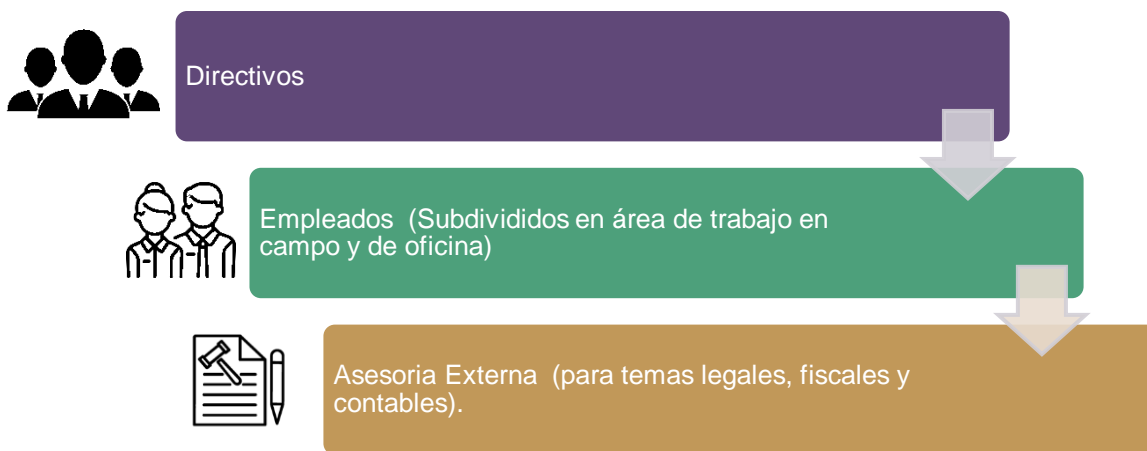 Directivos
Empleados (Subdivididos en área de trabajo en
campo y de oficina)
Asesoria Externa (para temas legales, fiscales y
contables).